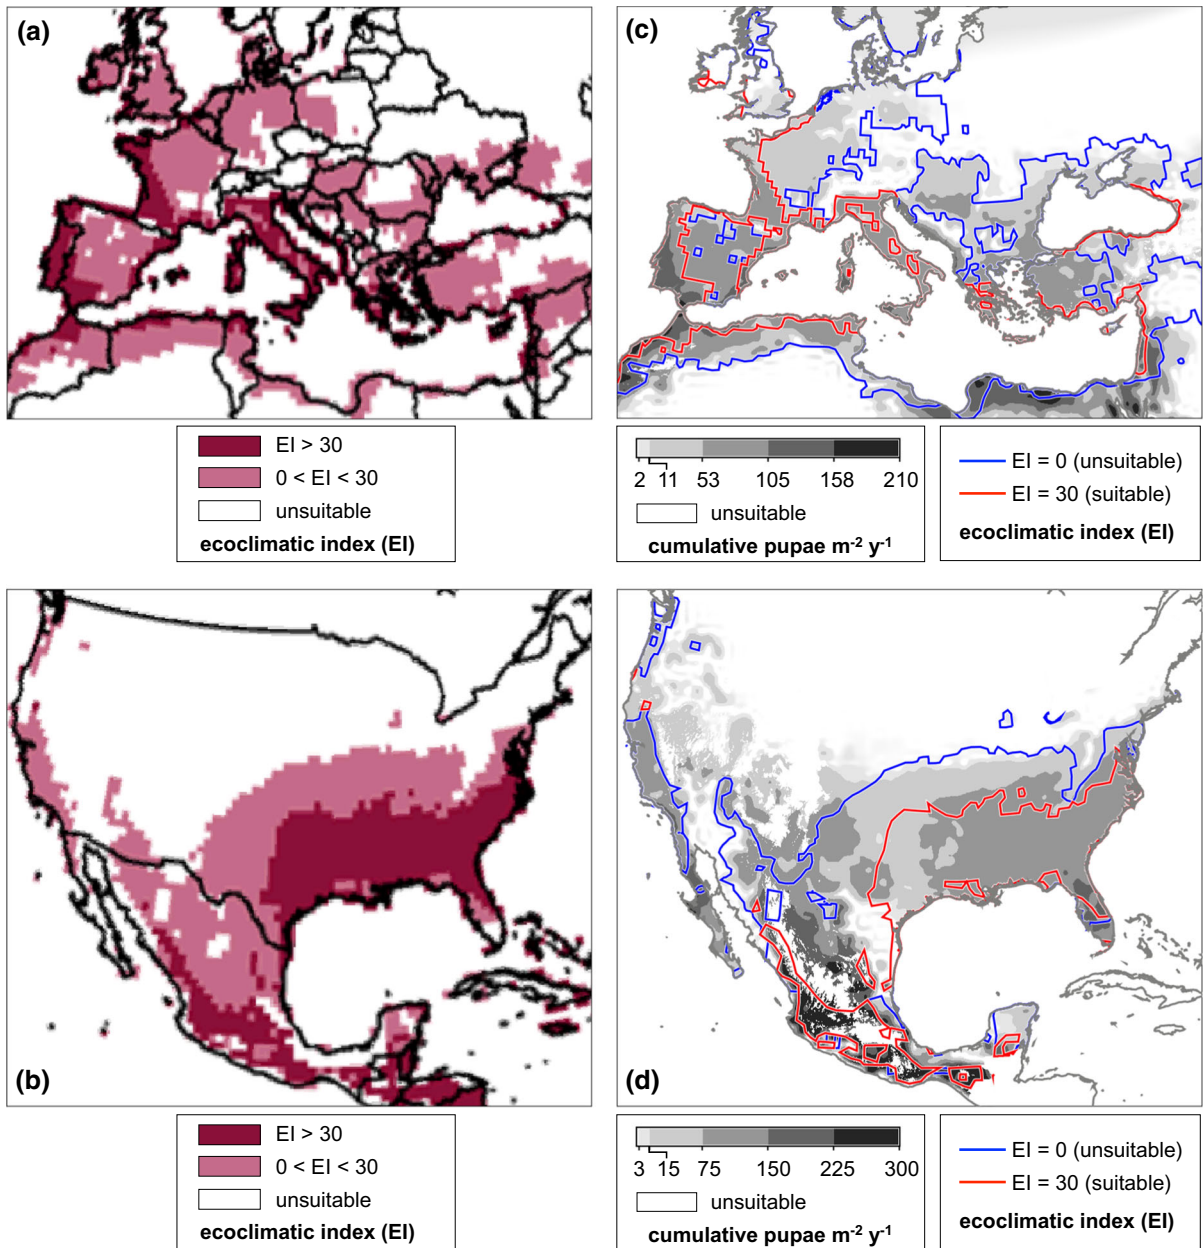 (a)
EI > 30
0 < EI < 30
unsuitable
ecoclimatic index (EI)
(c)
2 11 53 105 158 210
unsuitable
cumulative pupae m-2 y-1
EI = 0 (unsuitable)
EI = 30 (suitable)
ecoclimatic index (EI)
(b)
EI > 30
0 < EI < 30
unsuitable
ecoclimatic index (EI)
(d)
3 15 75 150 225 300
unsuitable
cumulative pupae m-2 y-1
EI = 0 (unsuitable)
EI = 30 (suitable)
ecoclimatic index (EI)